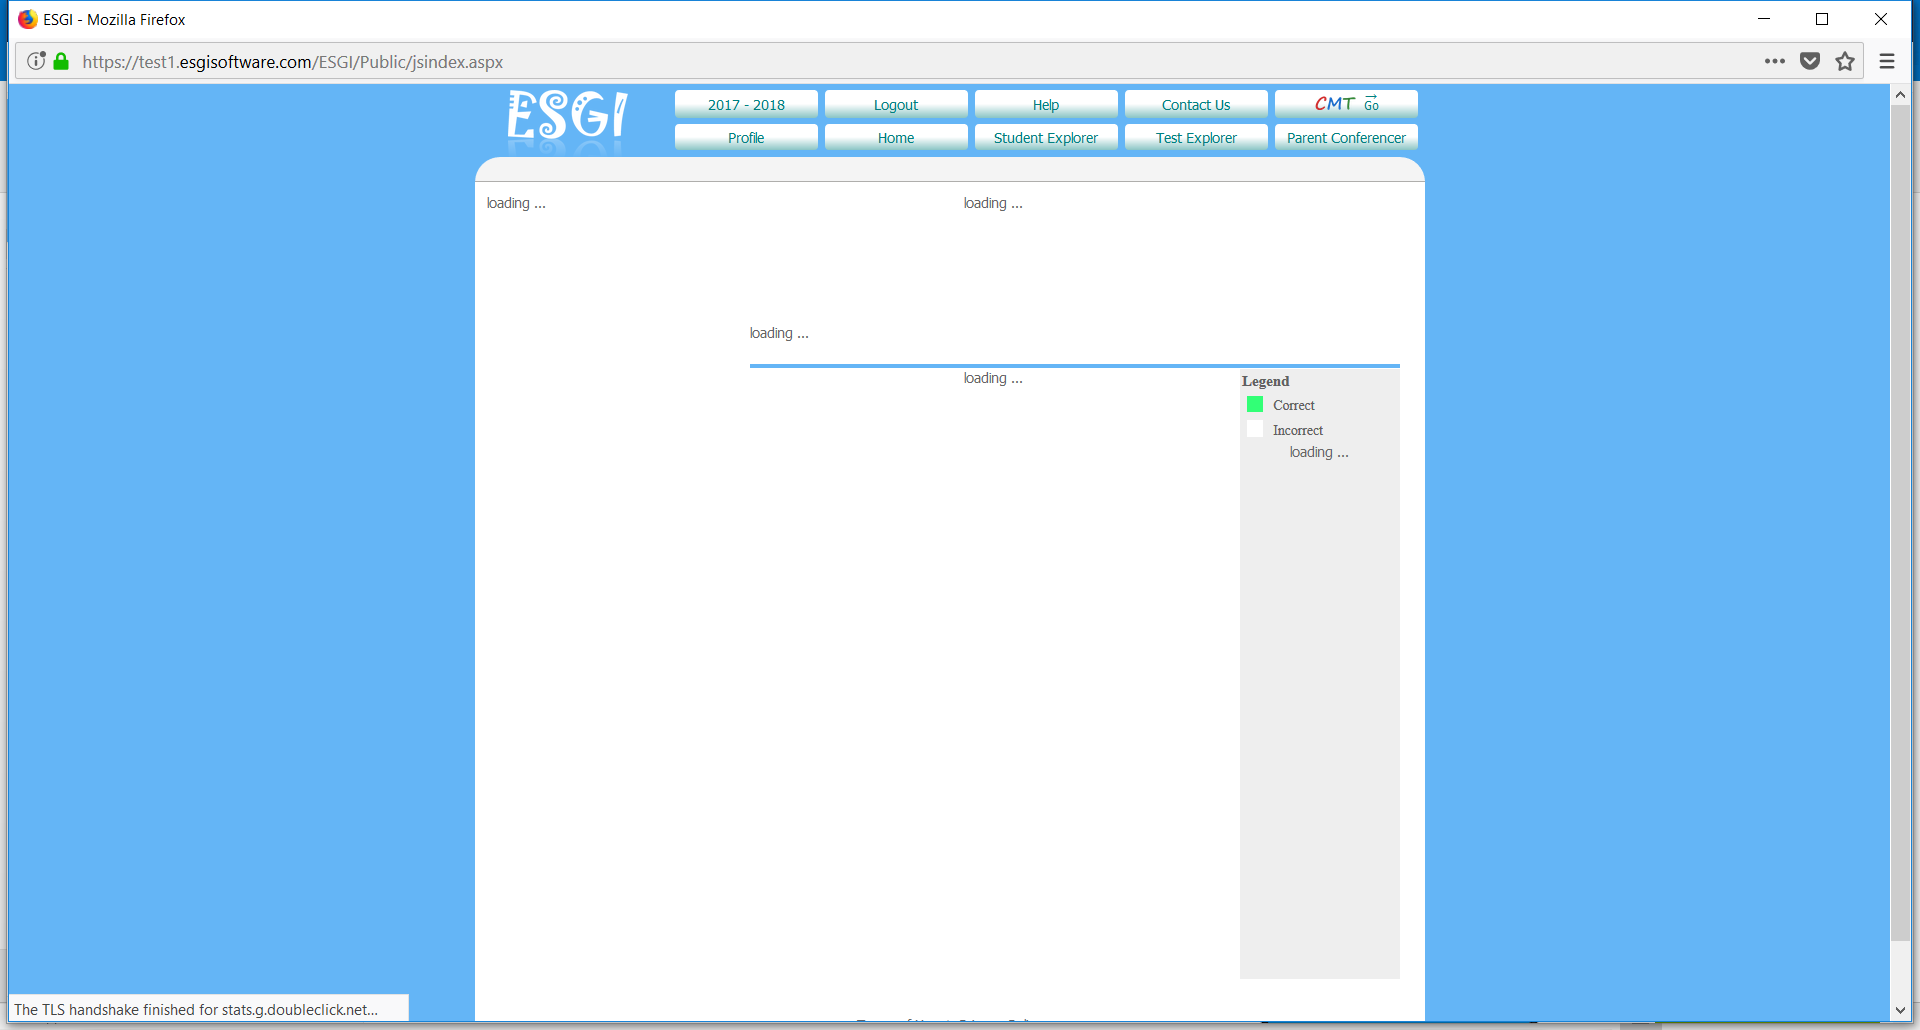 ESGI - Mozilla Firefox
https://test1.esgisoftware.com/ESGI/Public/jsindex.aspx
ESGI
2017 - 2018 Logout Help Contact Us CMT Go
Profile Home Student Explorer Test Explorer Parent Conferencer
loading ... loading ...
loading ...
loading ... Legend
Correct
Incorrect
loading ...
The TLS handshake finished for stats.g.doubleclick.net...